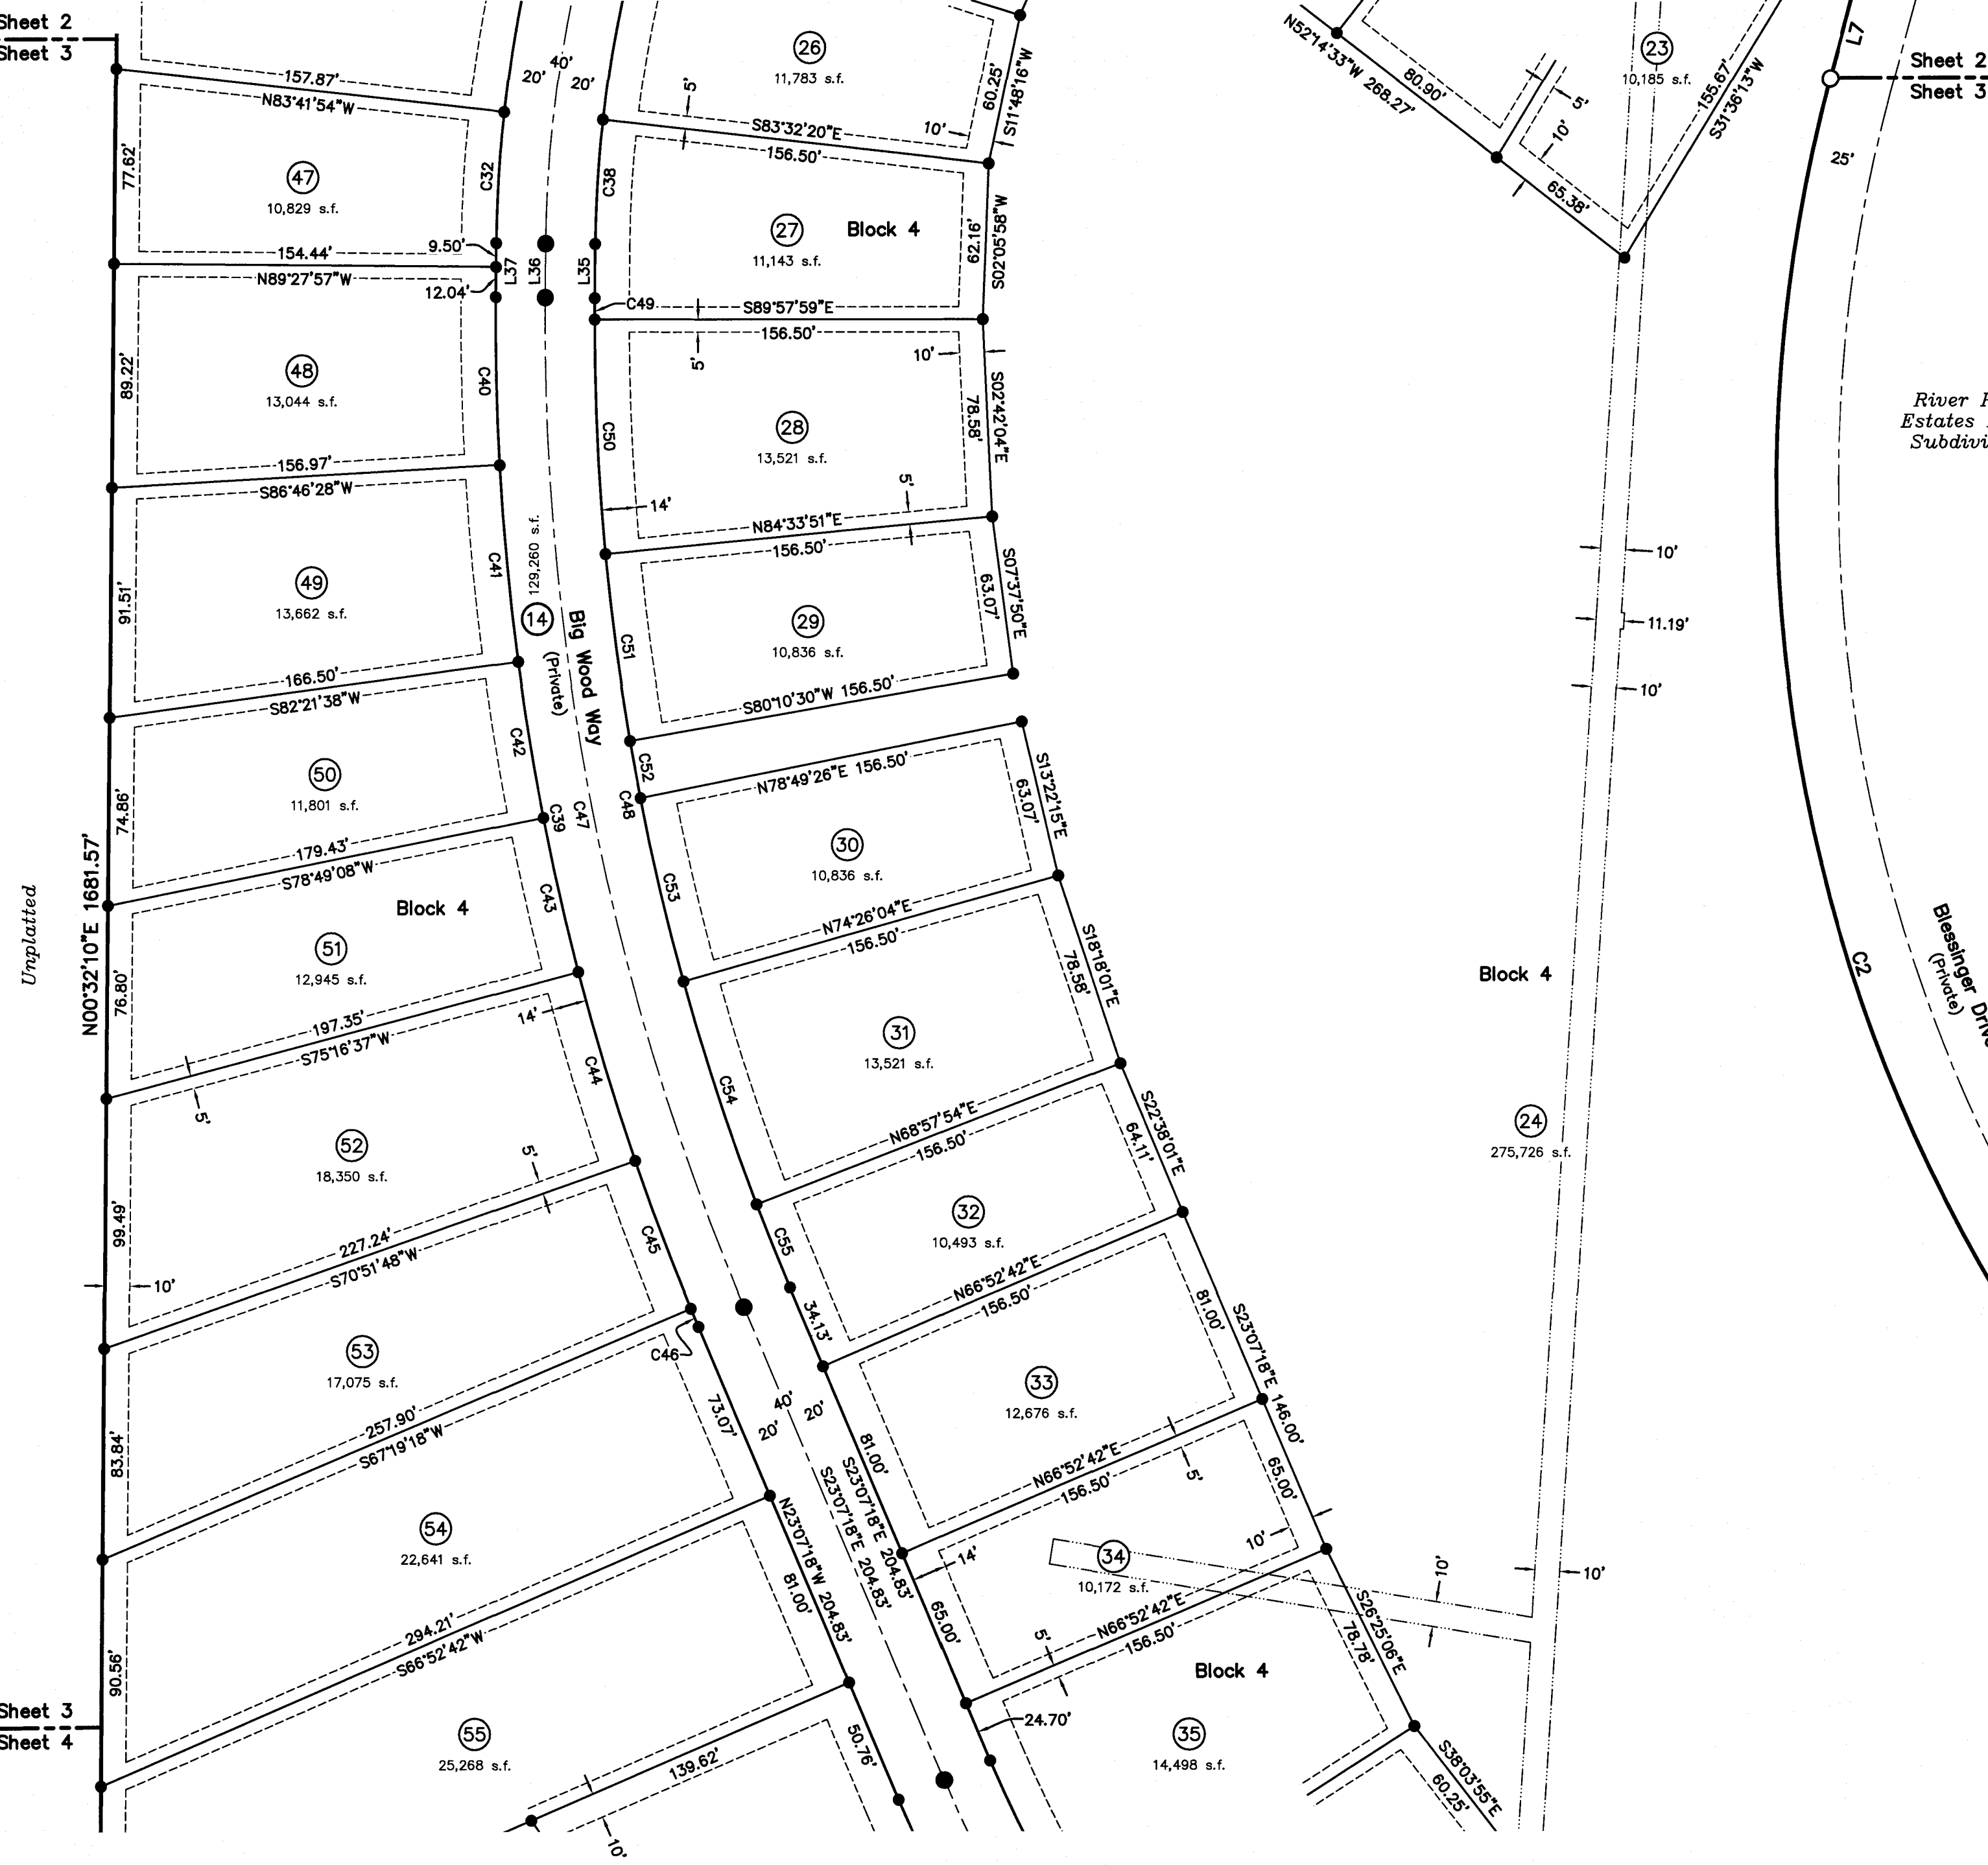 Sheet 2
Sheet 3
157.87'
N83°41'54"W
77.62'
47
10,829 s.f.
C32
154.44'
N89°27'57"W
9.50'
12.04'
L37
L36
L35
C38
40'
20'
20'
26
11,783 s.f.
5'
10'
60.25'
S11°48'16"W
S83°32'20"E
156.50'
27
11,143 s.f.
Block 4
62.16'
S02°05'58"W
C49
S89°57'59"E
156.50'
5'
10'
89.22'
48
13,044 s.f.
C40
156.97'
S86°46'28"W
C50
28
13,521 s.f.
78.58'
S02°42'04"E
14'
5'
N84°33'51"E
156.50'
91.51'
49
13,662 s.f.
C41
129,260 s.f.
14
Big Wood Way
(Private)
C51
29
10,836 s.f.
63.07'
S07°37'50"E
S80°10'30"W 156.50'
166.50'
S82°21'38"W
74.86'
50
11,801 s.f.
C42
C39
C47
C52
C48
N78°49'26"E 156.50'
30
10,836 s.f.
63.07'
S13°22'15"E
179.43'
S78°49'08"W
Block 4
N00°32'10"E 1681.57'
Unplatted
76.80'
51
12,945 s.f.
C43
C53
N74°26'04"E
156.50'
197.35'
S75°16'37"W
14'
5'
31
13,521 s.f.
78.58'
S18°18'01"E
C54
99.49'
52
18,350 s.f.
C44
5'
N68°57'54"E
156.50'
227.24'
S70°51'48"W
10'
32
10,493 s.f.
64.11'
S22°38'01"E
C55
C45
34.13'
N66°52'42"E
156.50'
53
17,075 s.f.
83.84'
C46
257.90'
S67°19'18"W
73.07'
40'
20'
20'
33
12,676 s.f.
81.00'
S23°07'18"E 146.00'
81.00'
S23°07'18"E 204.83'
S23°07'18"E 204.83'
N23°07'18"W 204.83'
81.00'
N66°52'42"E
156.50'
5'
65.00'
10'
54
22,641 s.f.
90.56'
294.21'
S66°52'42"W
14'
34
10,172 s.f.
65.00'
5'
N66°52'42"E
156.50'
S26°25'06"E
78.78'
10'
10'
Block 4
Sheet 3
Sheet 4
55
25,268 s.f.
139.62'
10'
50.76'
24.70'
35
14,498 s.f.
S38°03'55"E
60.25'
N52°14'33"W 268.27'
80.90'
65.38'
5'
10'
23
10,185 s.f.
155.67'
S31°36'13"W
L7
Sheet 2
Sheet 3
25'
River
Estates
Subdivi
10'
11.19'
10'
Block 4
24
275,726 s.f.
C2
Blessinger Drive
(Private)